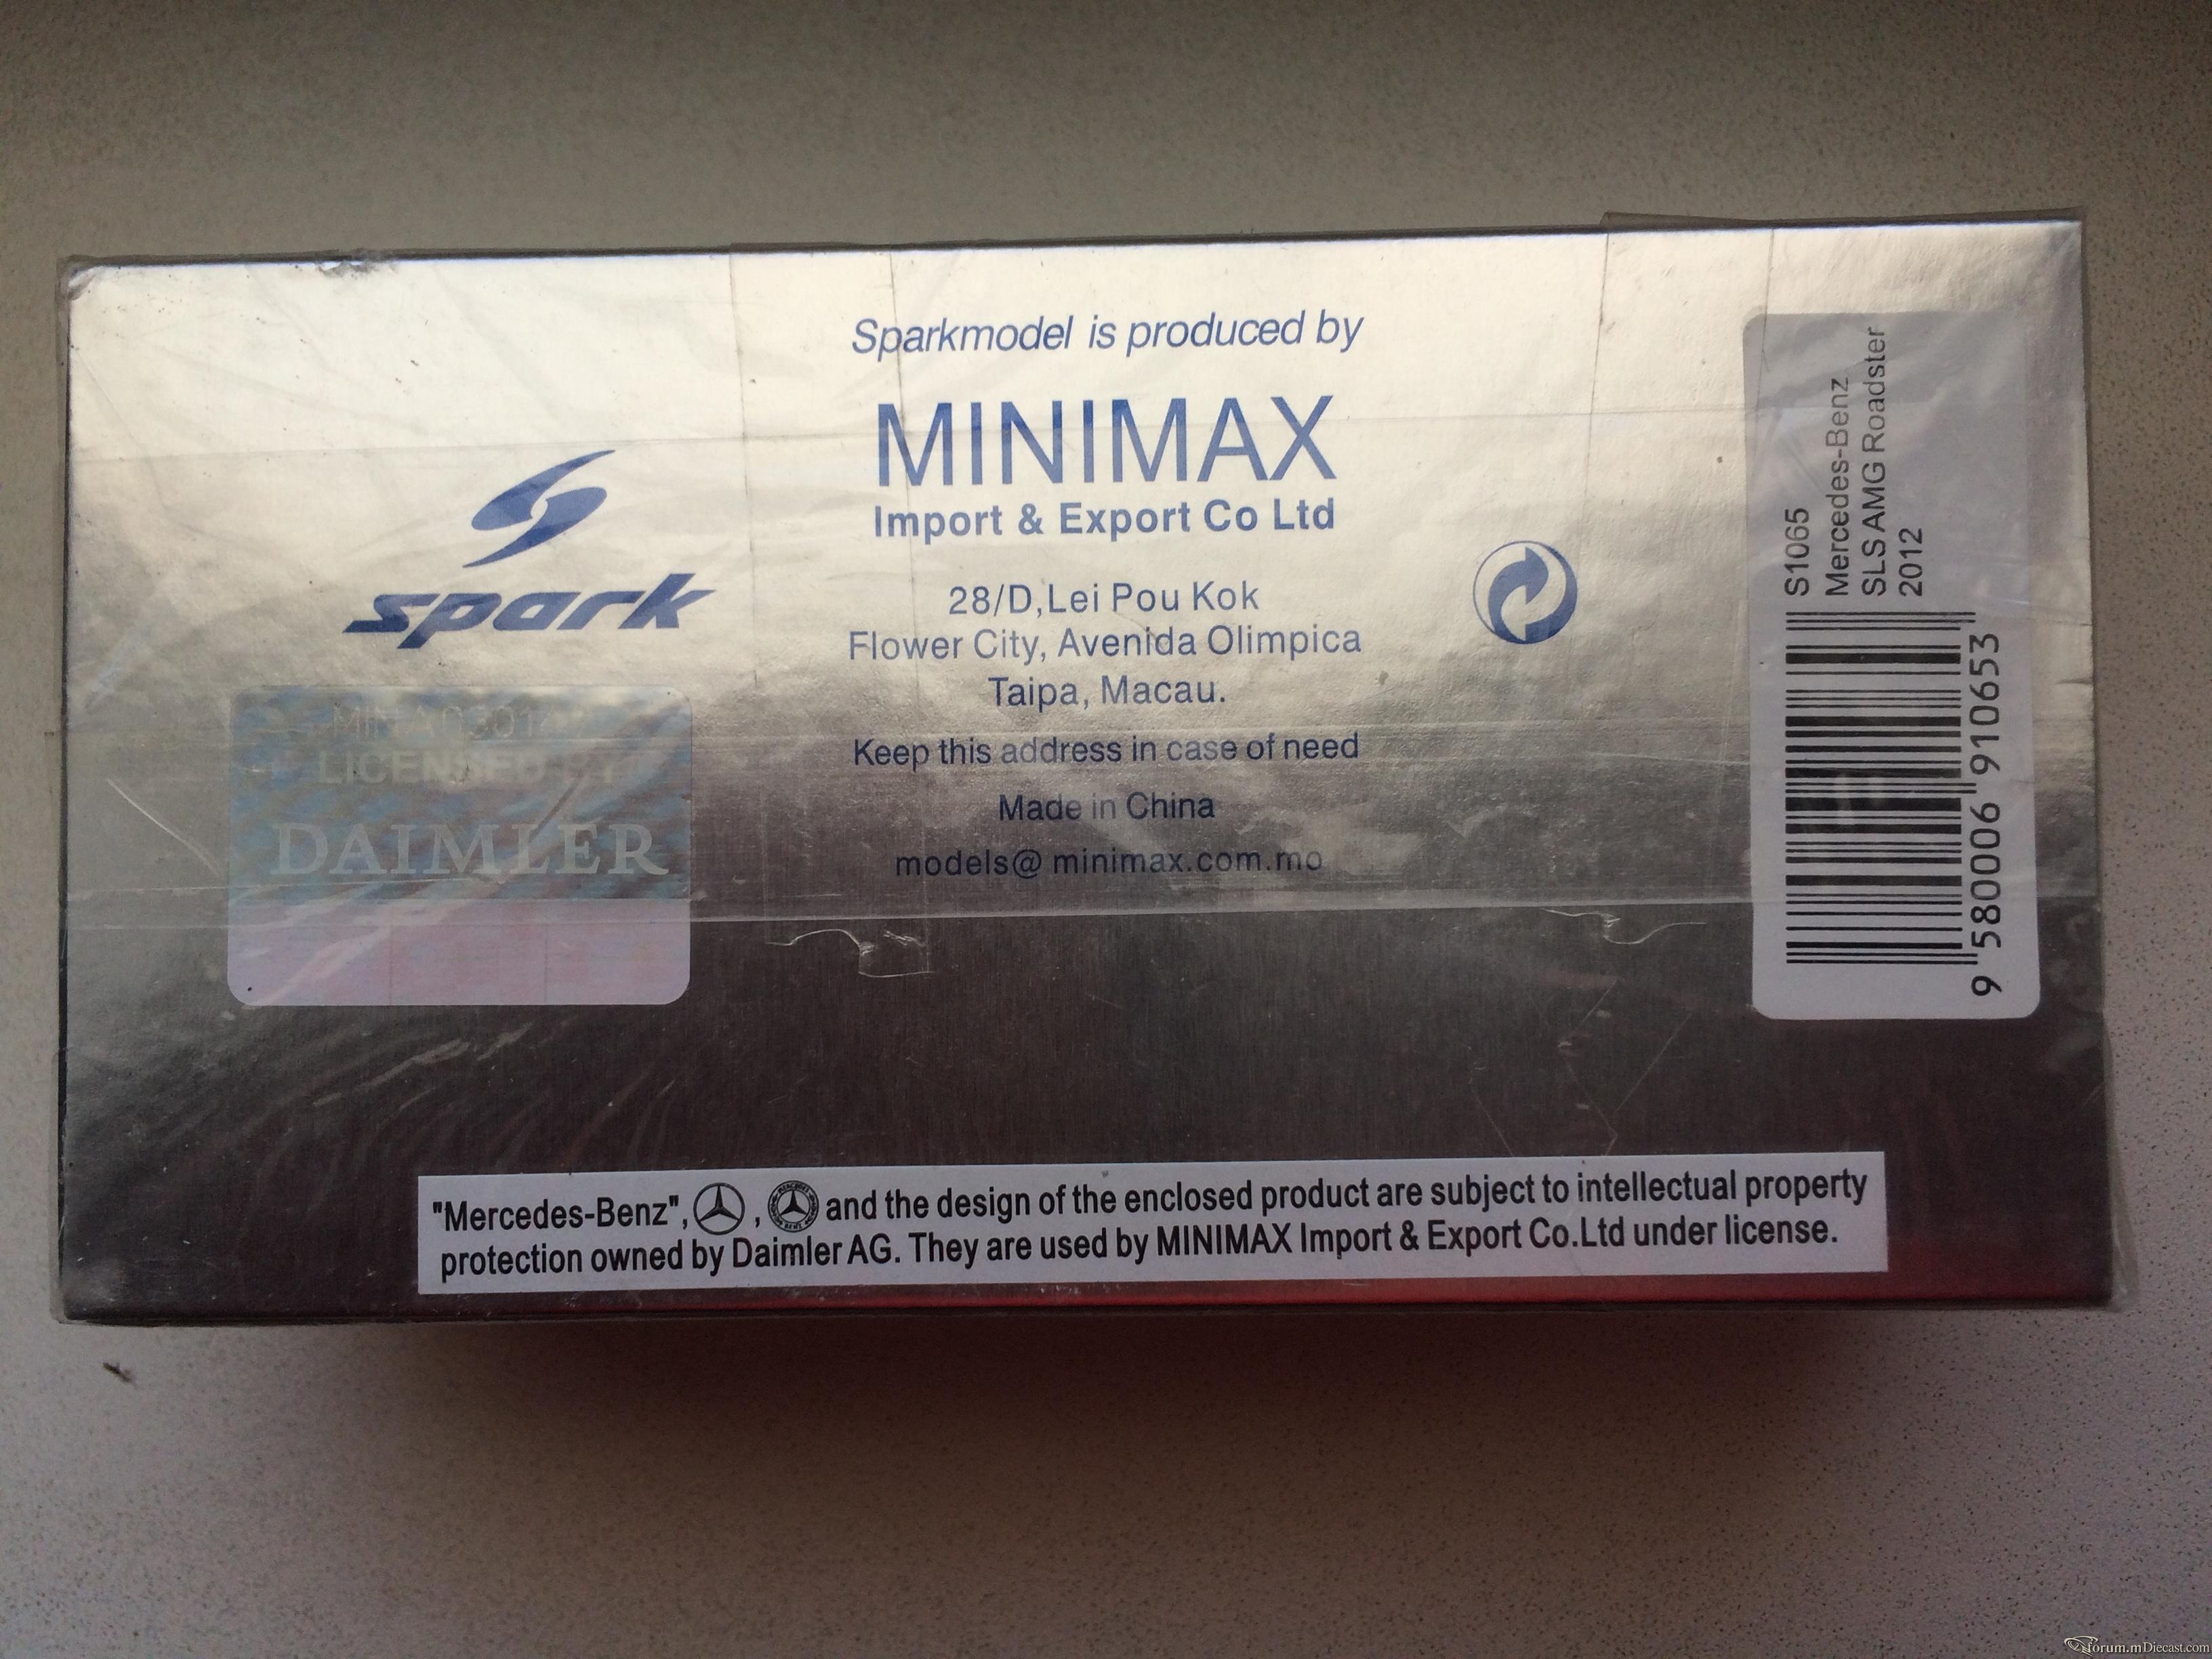 Sparkmodel is produced by
MINIMAX
Import & Export Co Ltd
28/D,Lei Pou Kok
Flower City, Avenida Olimpica
Taipa, Macau.
Keep this address in case of need
Made in China
models@ minimax.com.mo
spark
LICENSED BY
DAIMLER
S1065
Mercedes-Benz
SLS AMG Roadster
2012
9 580006 910653
"Mercedes-Benz", , and the design of the enclosed product are subject to intellectual property
protection owned by Daimler AG. They are used by MINIMAX Import & Export Co.Ltd under license.
forum.mDiecast.com